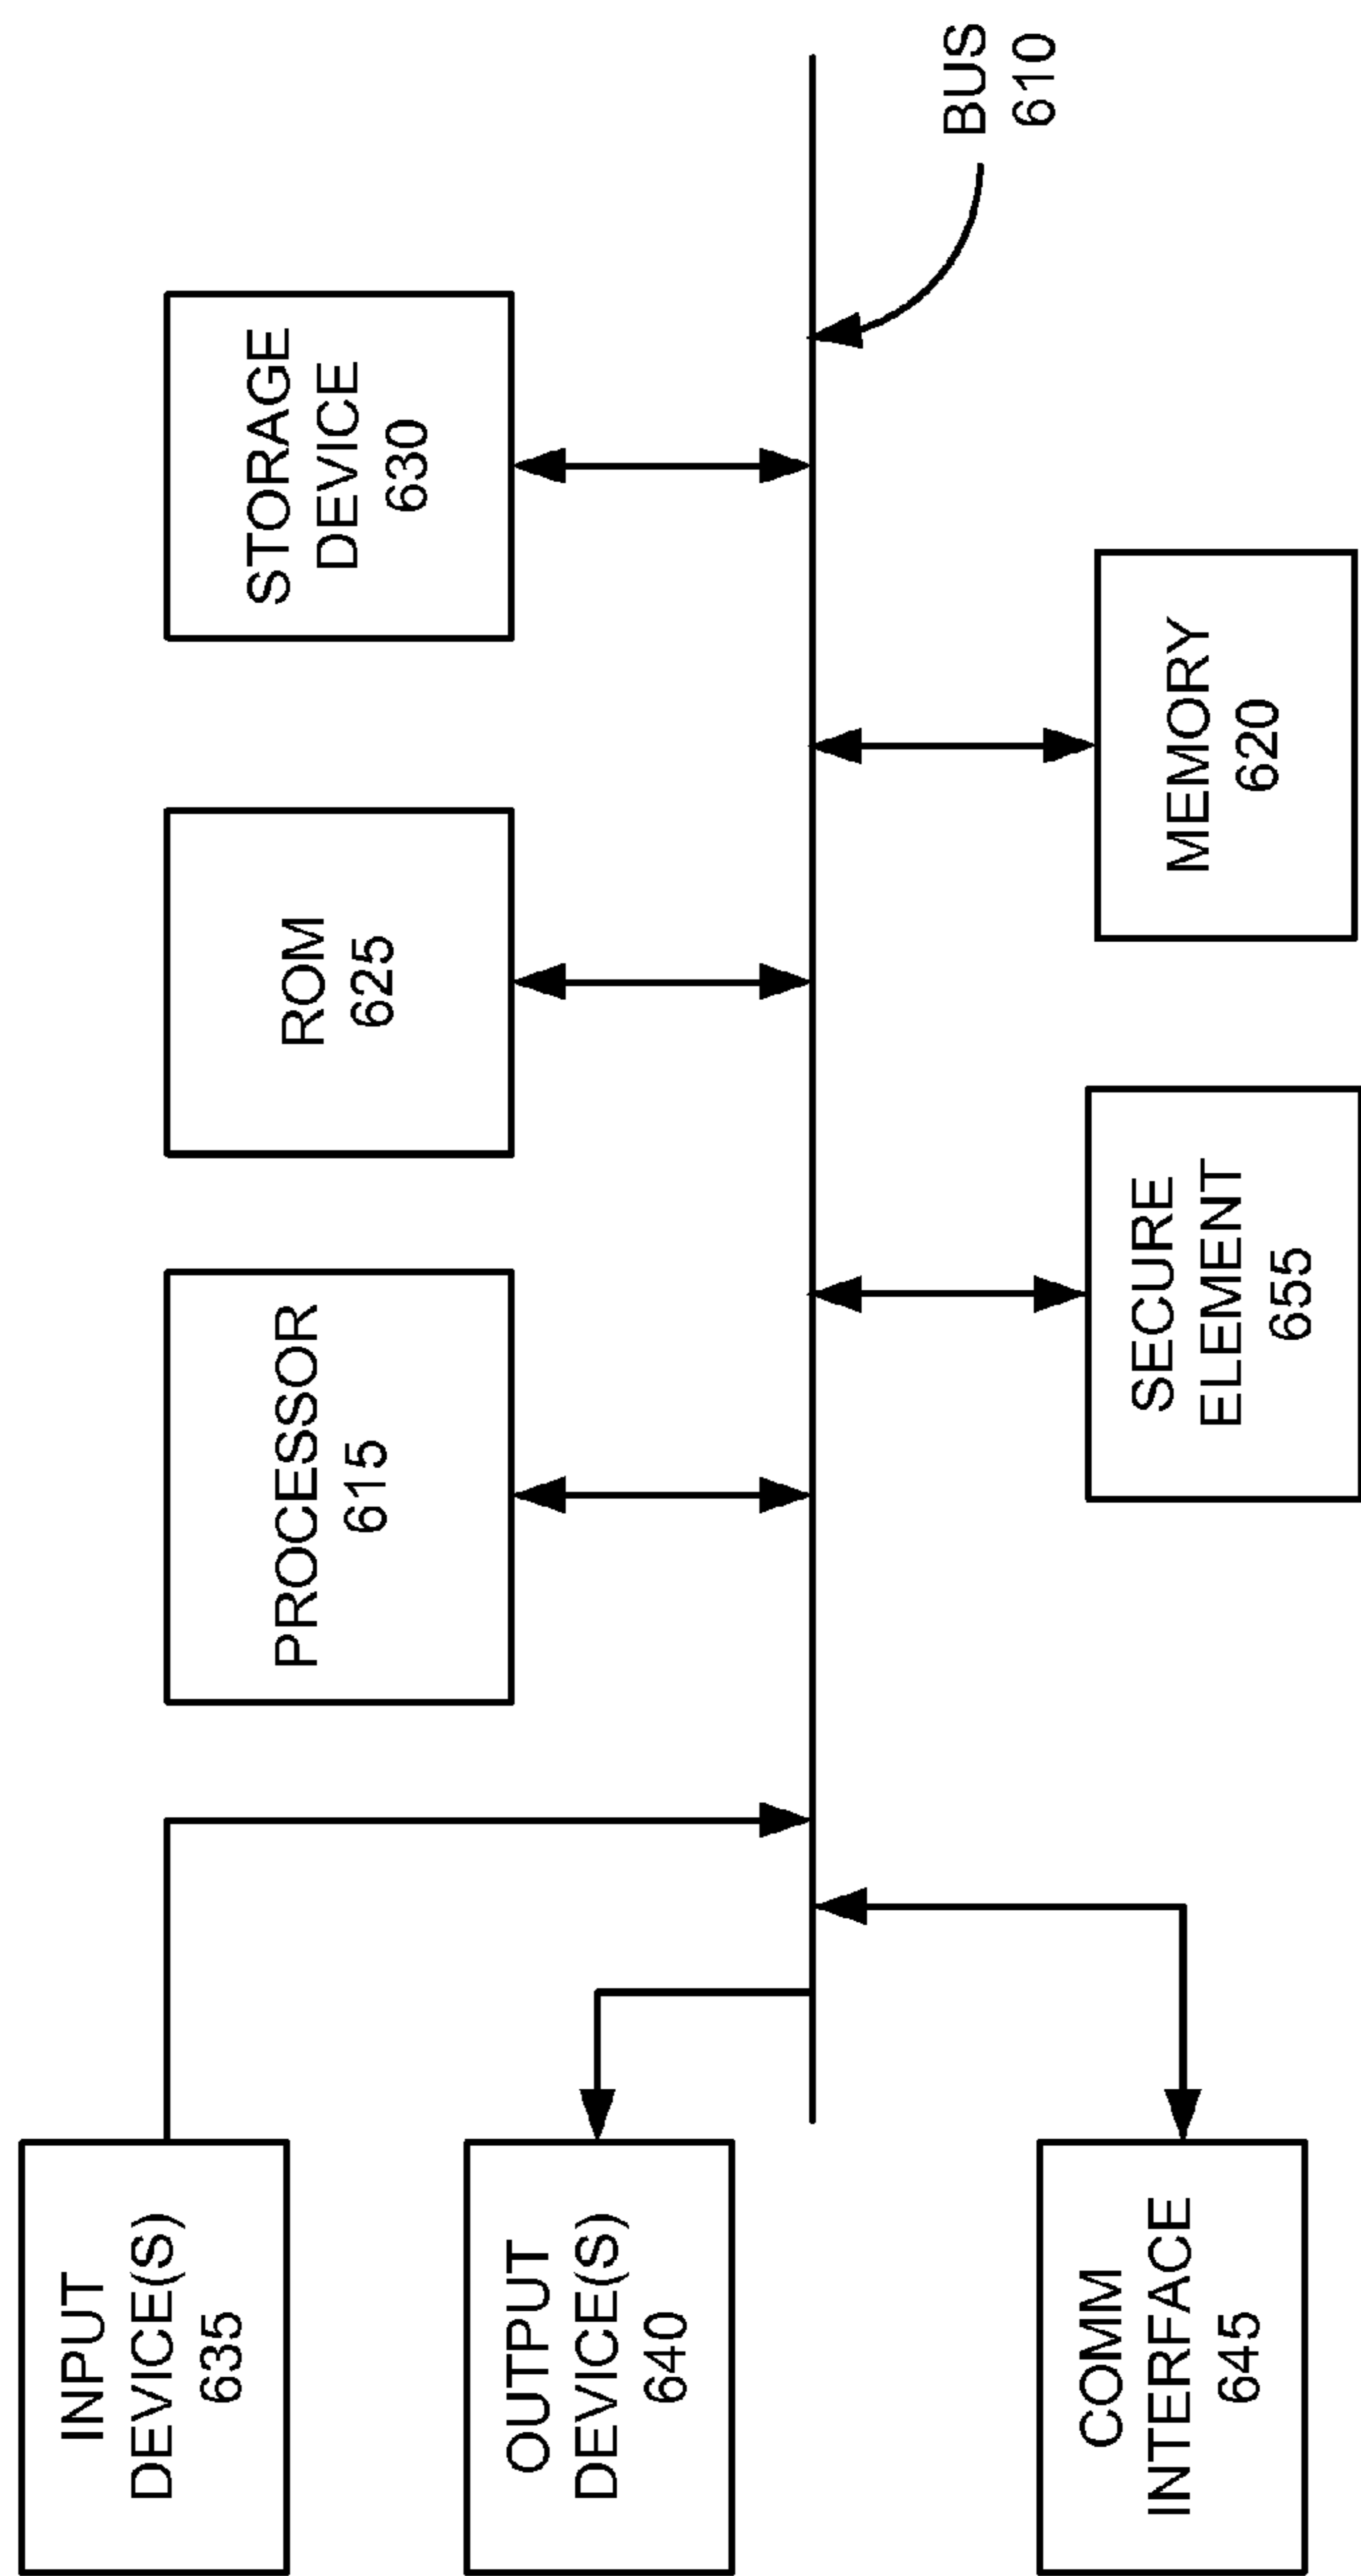 INPUT
DEVICE(S)
635
PROCESSOR
615
ROM
625
STORAGE
DEVICE
630
OUTPUT
DEVICE(S)
640
BUS
610
COMM
INTERFACE
645
SECURE
ELEMENT
655
MEMORY
620